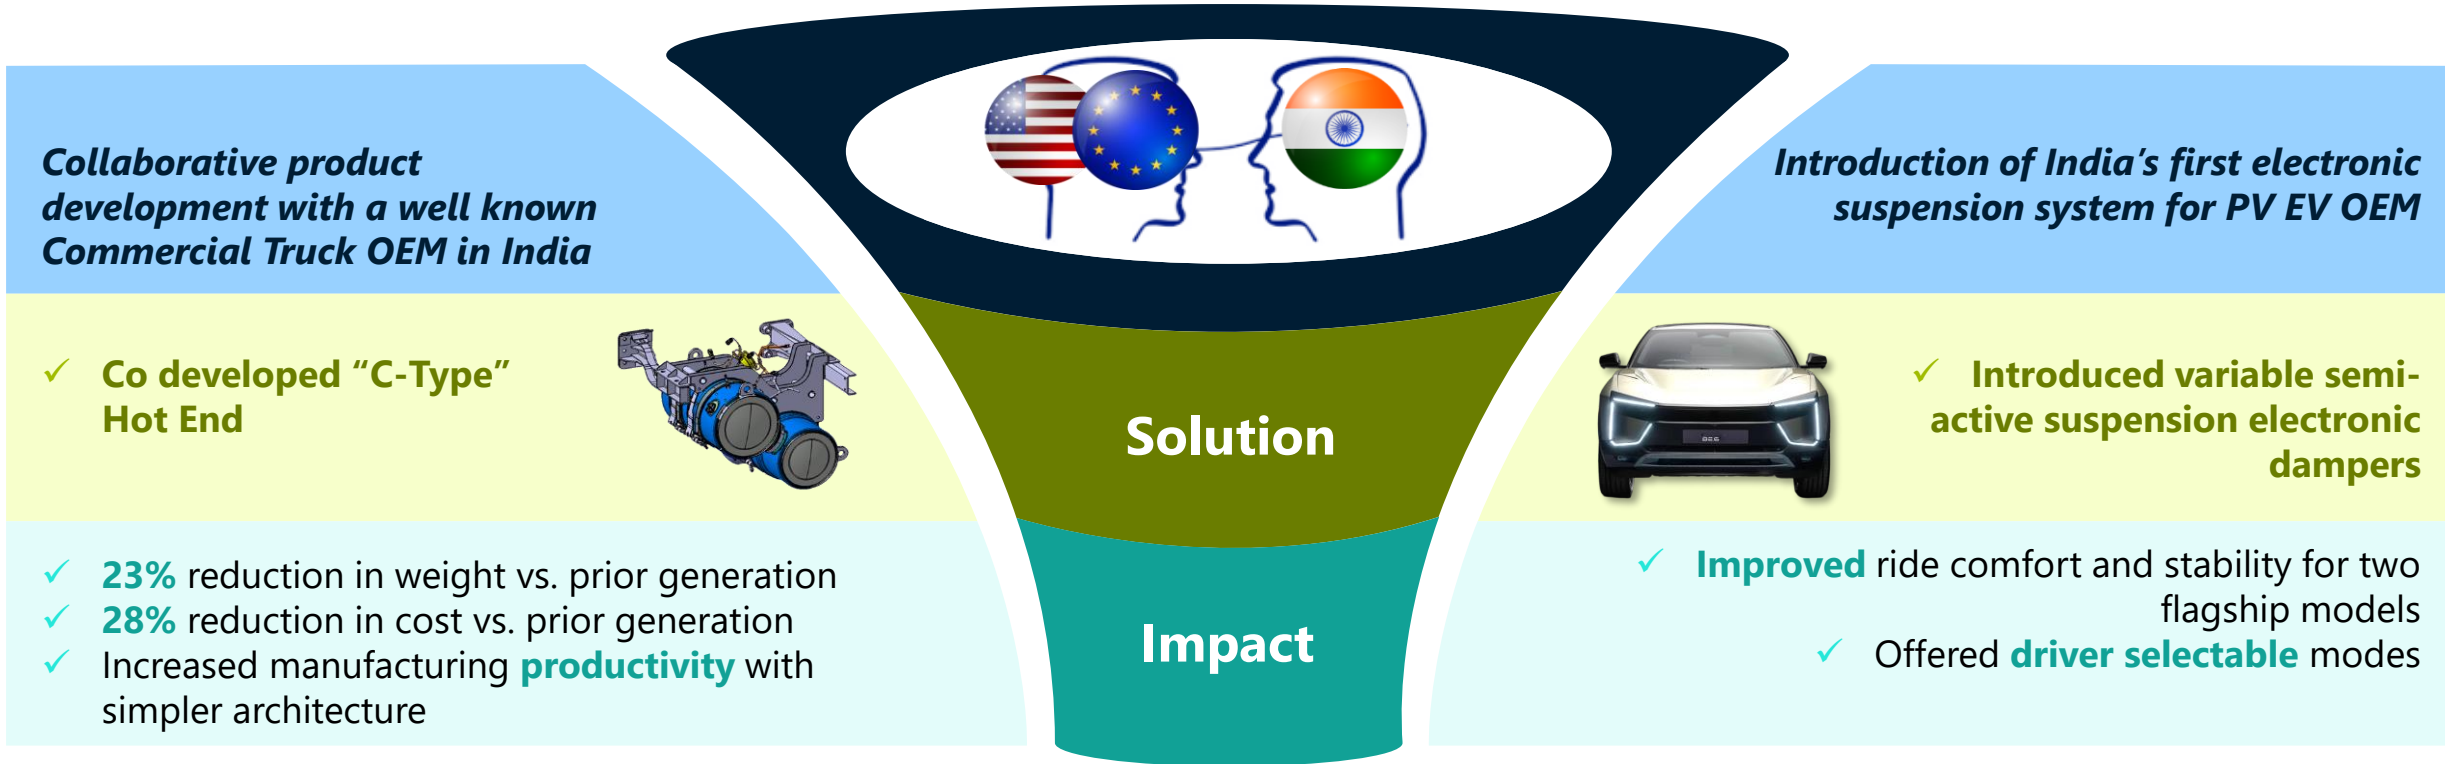 Collaborative product
development with a well known
Commercial Truck OEM in India
Introduction of India’s first electronic
suspension system for PV EV OEM
✓ Co developed “C-Type”
Hot End
Solution
✓ Introduced variable semi-
active suspension electronic
dampers
✓ 23% reduction in weight vs. prior generation
✓ 28% reduction in cost vs. prior generation
✓ Increased manufacturing productivity with
simpler architecture
Impact
✓ Improved ride comfort and stability for two
flagship models
✓ Offered driver selectable modes